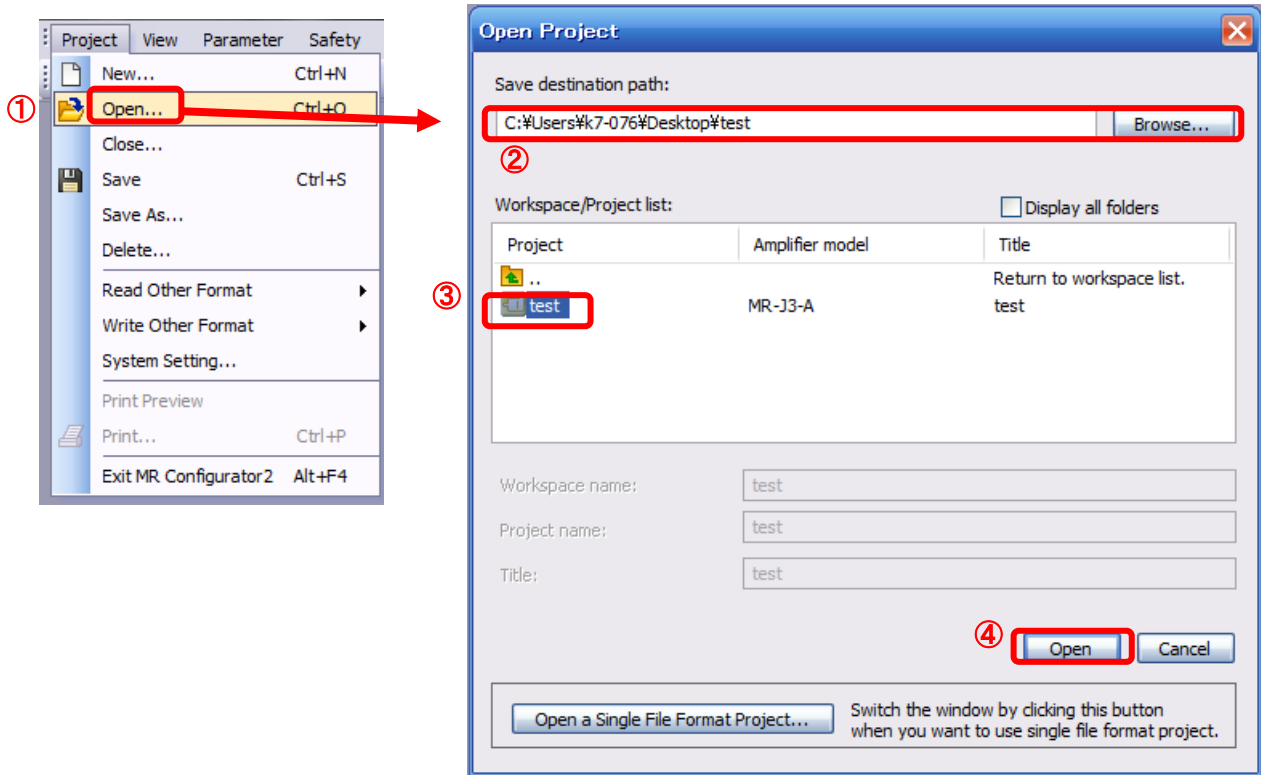 Project View Parameter Safety
New... Ctrl+N
① Open... Ctrl+O
Close...
Save Ctrl+S
Save As...
Delete...
Read Other Format
Write Other Format
System Setting...
Print Preview
Print... Ctrl+P
Exit MR Configurator2 Alt+F4
Open Project
Save destination path:
C:¥Users¥k7-076¥Desktop¥test Browse...
②
Workspace/Project list: Display all folders
Project Amplifier model Title
.. Return to workspace list.
③ test MR-J3-A test
Workspace name: test
Project name: test
Title: test
④ Open Cancel
Open a Single File Format Project... Switch the window by clicking this button
when you want to use single file format project.